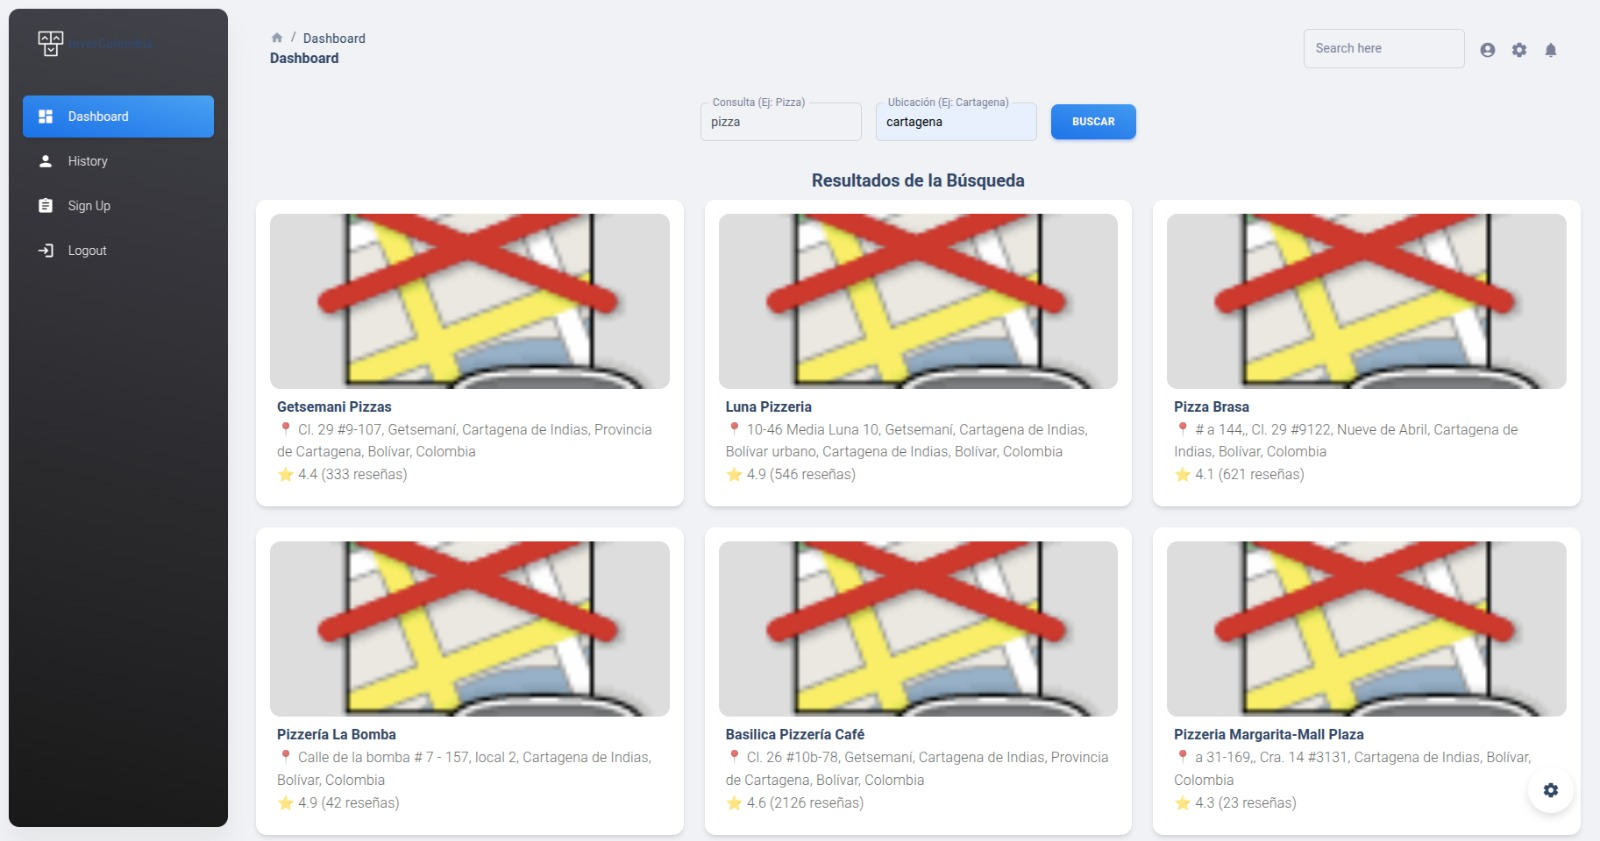 InverColombia
/ Dashboard
Dashboard
Search here
Dashboard
History
Sign Up
Logout
Consulta (Ej: Pizza)
pizza
Ubicación (Ej: Cartagena)
cartagena
BUSCAR
Resultados de la Búsqueda
Getsemani Pizzas
📍 Cl. 29 #9-107, Getsemaní, Cartagena de Indias, Provincia
de Cartagena, Bolívar, Colombia
⭐ 4.4 (333 reseñas)
Luna Pizzeria
📍 10-46 Media Luna 10, Getsemaní, Cartagena de Indias,
Bolívar urbano, Cartagena de Indias, Bolívar, Colombia
⭐ 4.9 (546 reseñas)
Pizza Brasa
📍 # a 144,, Cl. 29 #9122, Nueve de Abril, Cartagena de
Indias, Bolívar, Colombia
⭐ 4.1 (621 reseñas)
Pizzería La Bomba
📍 Calle de la bomba # 7 - 157, local 2, Cartagena de Indias,
Bolívar, Colombia
⭐ 4.9 (42 reseñas)
Basilica Pizzería Café
📍 Cl. 26 #10b-78, Getsemaní, Cartagena de Indias, Provincia
de Cartagena, Bolívar, Colombia
⭐ 4.6 (2126 reseñas)
Pizzeria Margarita-Mall Plaza
📍 a 31-169,, Cra. 14 #3131, Cartagena de Indias, Bolívar,
Colombia
⭐ 4.3 (23 reseñas)